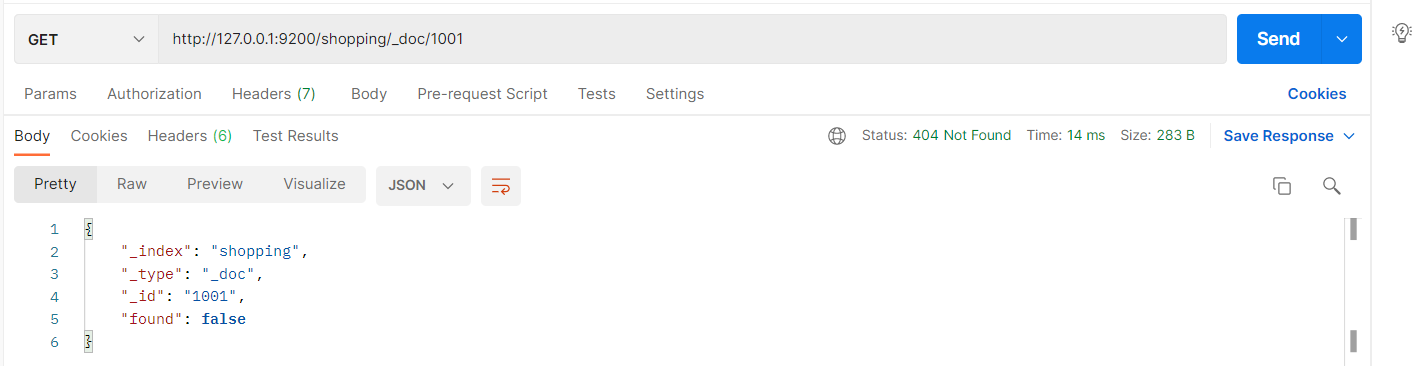 GET http://127.0.0.1:9200/shopping/_doc/1001 Send
Params Authorization Headers (7) Body Pre-request Script Tests Settings Cookies
Body Cookies Headers (6) Test Results Status: 404 Not Found Time: 14 ms Size: 283 B Save Response
Pretty Raw Preview Visualize JSON
1 {
2 "_index": "shopping",
3 "_type": "_doc",
4 "_id": "1001",
5 "found": false
6 }